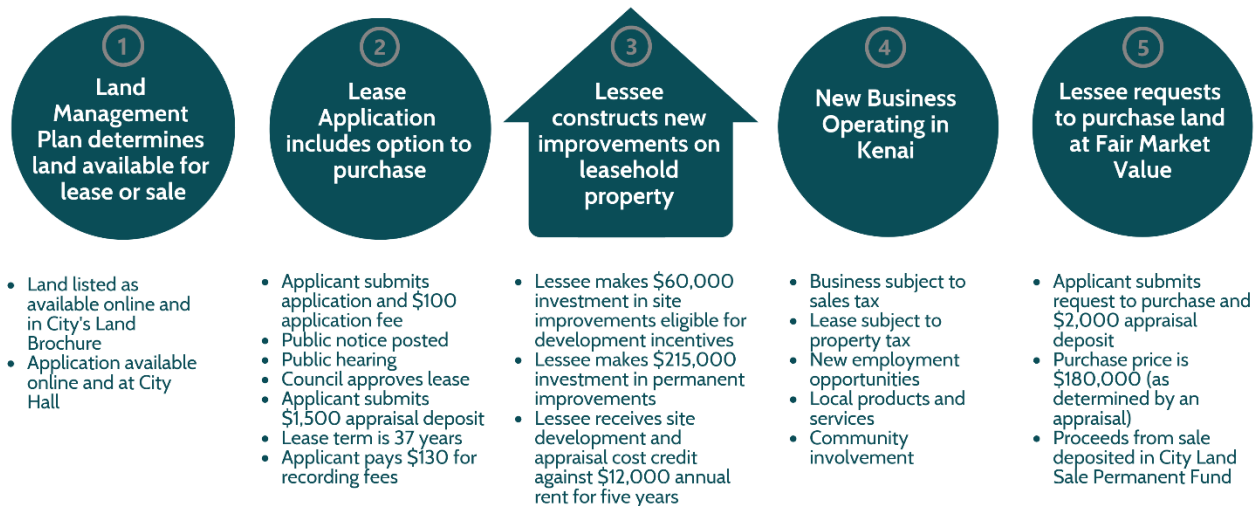 1
Land
Management
Plan determines
land available for
lease or sale
2
Lease
Application
includes option to
purchase
3
Lessee
constructs new
improvements on
leasehold
property
4
New Business
Operating in
Kenai
5
Lessee requests
to purchase land
at Fair Market
Value
• Land listed as
available online and
in City's Land
Brochure
• Application available
online and at City
Hall
• Applicant submits
application and $100
application fee
• Public notice posted
• Public hearing
• Council approves lease
• Applicant submits
$1,500 appraisal deposit
• Lease term is 37 years
• Applicant pays $130 for
recording fees
• Lessee makes $60,000
investment in site
improvements eligible for
development incentives
• Lessee makes $215,000
investment in permanent
improvements
• Lessee receives site
development and
appraisal cost credit
against $12,000 annual
rent for five years
• Business subject to
sales tax
• Lease subject to
property tax
• New employment
opportunities
• Local products and
services
• Community
involvement
• Applicant submits
request to purchase and
$2,000 appraisal
deposit
• Purchase price is
$180,000 (as
determined by an
appraisal)
• Proceeds from sale
deposited in City Land
Sale Permanent Fund